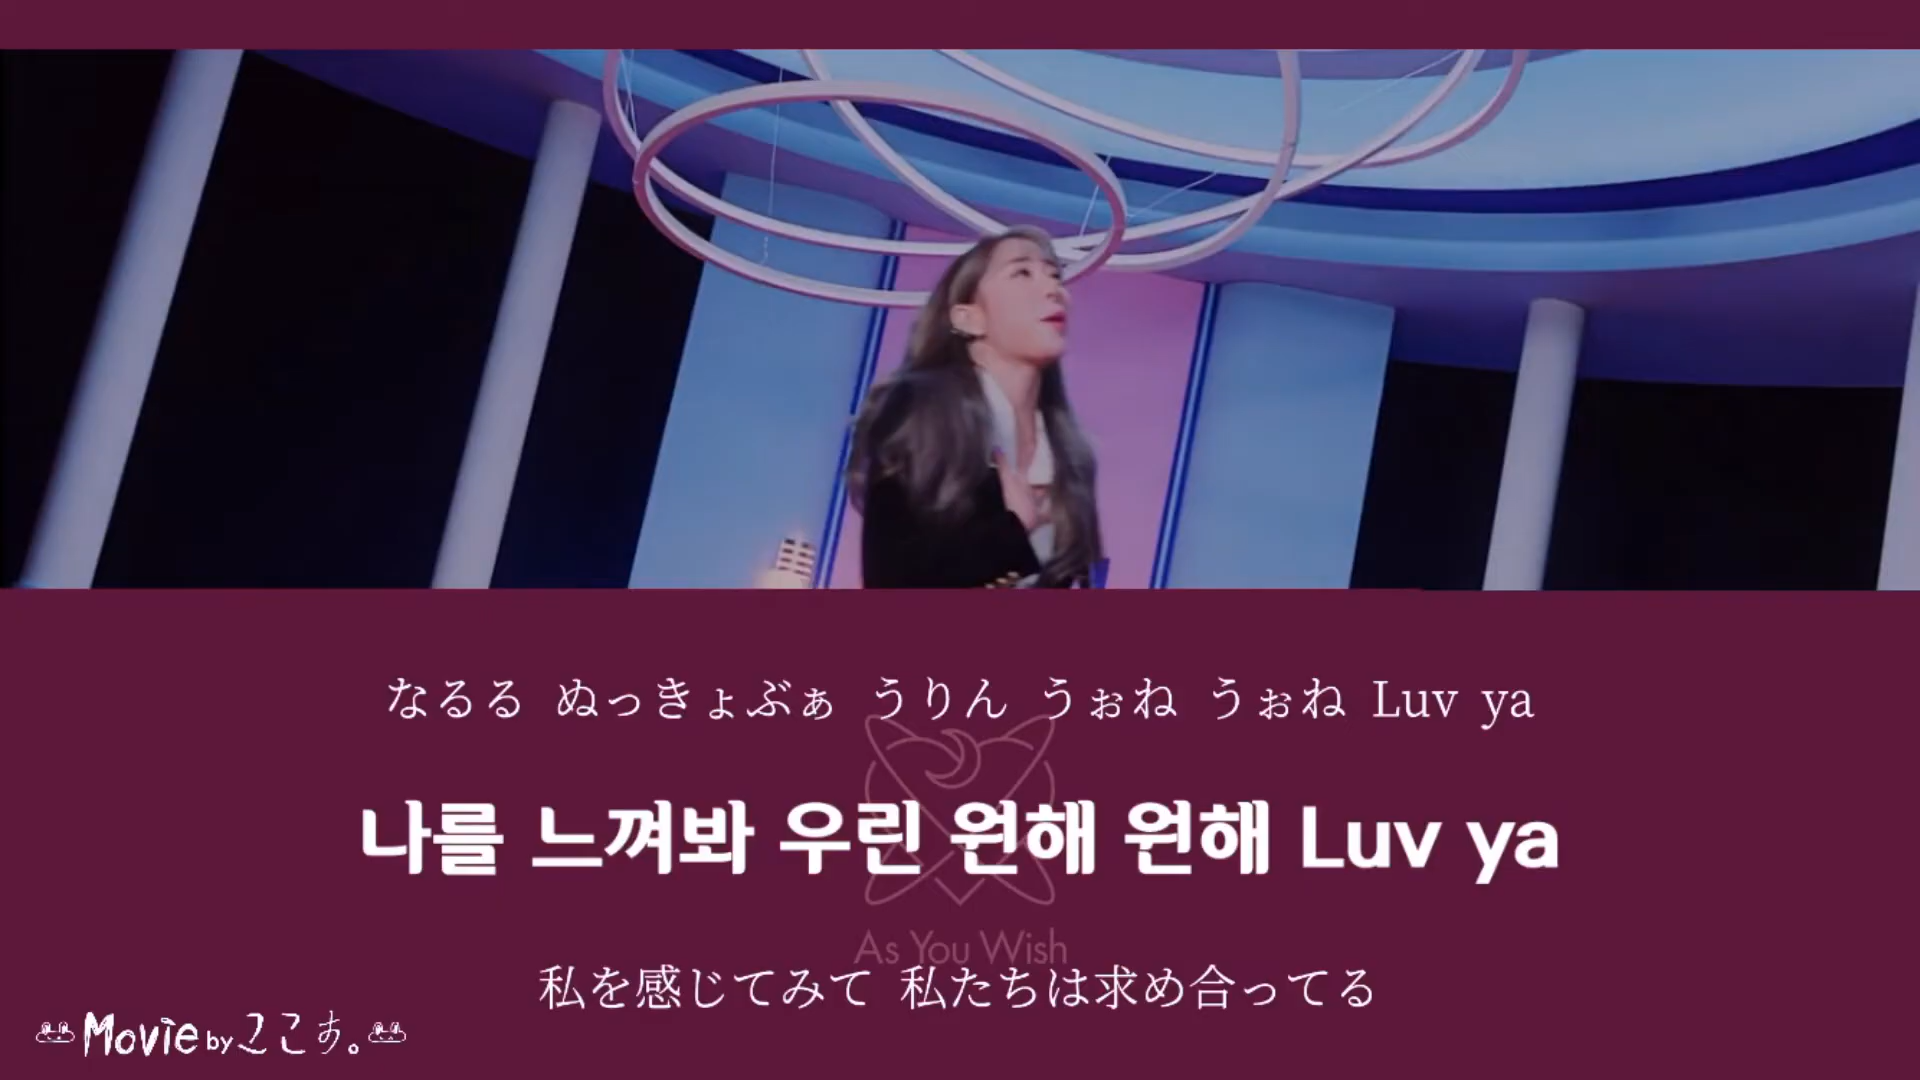 なるる ぬっきょぶぁ うりん うぉね うぉね Luv ya
나를 느껴봐 우린 원해 원해 Luv ya
As You Wish
私を感じてみて 私たちは求め合ってる
Movie by ここあ。